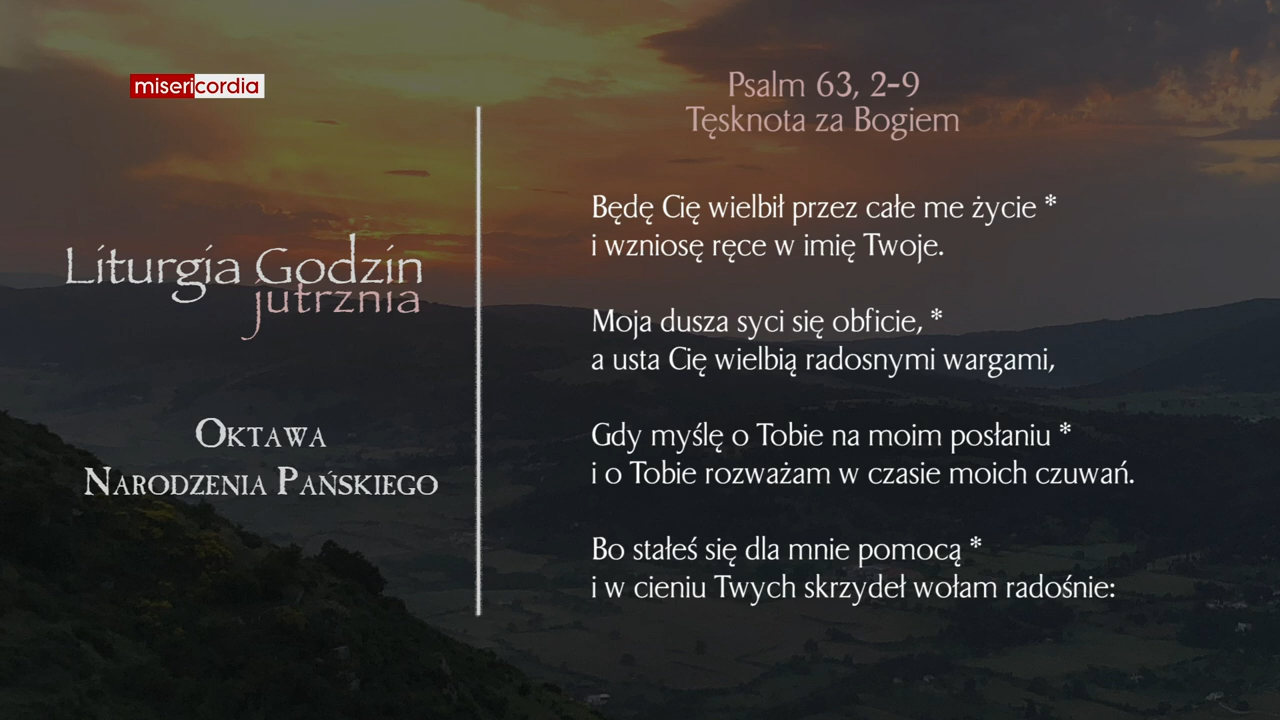 misericordia
Liturgia Godzin
jutrznia
Oktawa
Narodzenia Pańskiego
Psalm 63, 2-9
Tęsknota za Bogiem
Będę Cię wielbił przez całe me życie *
i wzniosę ręce w imię Twoje.
Moja dusza syci się obficie, *
a usta Cię wielbią radosnymi wargami,
Gdy myślę o Tobie na moim posłaniu *
i o Tobie rozważam w czasie moich czuwań.
Bo stałeś się dla mnie pomocą *
i w cieniu Twych skrzydeł wołam radośnie: